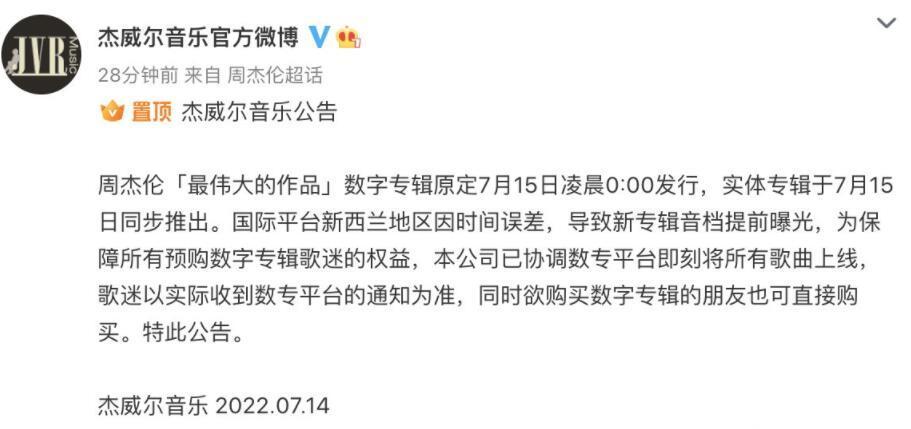 JVR Music
杰威尔音乐官方微博
28分钟前 来自 周杰伦超话
置顶 杰威尔音乐公告
周杰伦「最伟大的作品」数字专辑原定7月15日凌晨0:00发行，实体专辑于7月15
日同步推出。国际平台新西兰地区因时间误差，导致新专辑音档提前曝光，为保
障所有预购数字专辑歌迷的权益，本公司已协调数专平台即刻将所有歌曲上线，
歌迷以实际收到数专平台的通知为准，同时欲购买数字专辑的朋友也可直接购
买。特此公告。
杰威尔音乐 2022.07.14